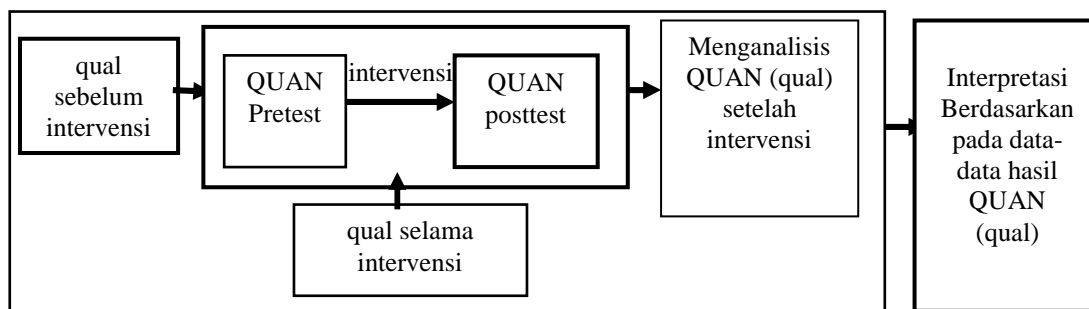 qual
sebelum
intervensi
QUAN
Pretest
intervensi
QUAN
posttest
qual selama
intervensi
Menganalisis
QUAN (qual)
setelah
intervensi
Interpretasi
Berdasarkan
pada data-
data hasil
QUAN
(qual)